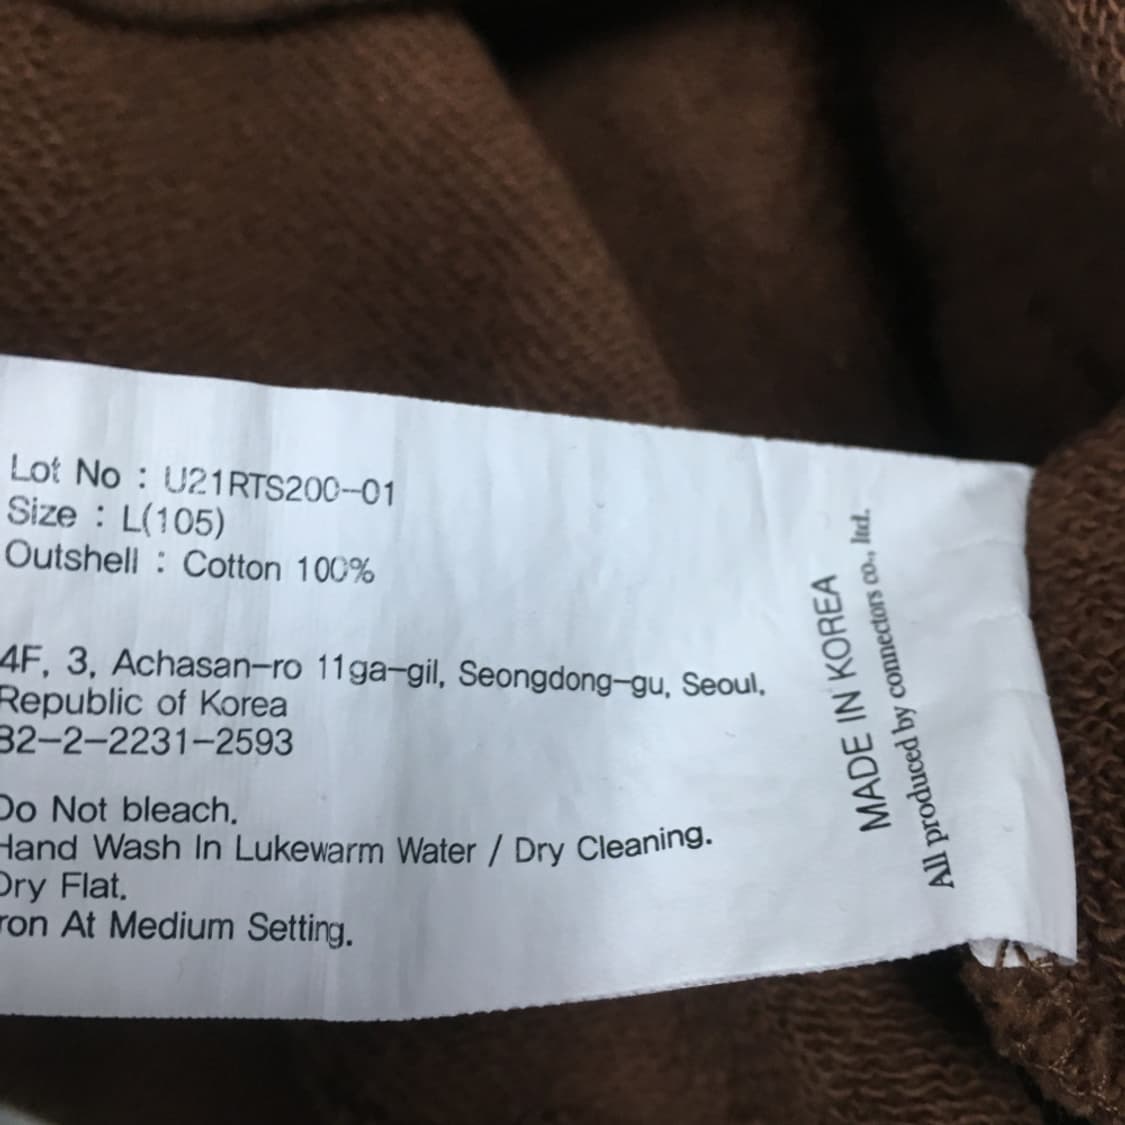 Lot No : U21RTS200-01
Size : L(105)
Outshell : Cotton 100%
4F, 3, Achasan-ro 11ga-gil, Seongdong-gu, Seoul.
Republic of Korea
82-2-2231-2593
Do Not bleach.
Hand Wash In Lukewarm Water / Dry Cleaning.
Dry Flat.
Iron At Medium Setting.
MADE IN KOREA
All produced by connectors co., ltd.